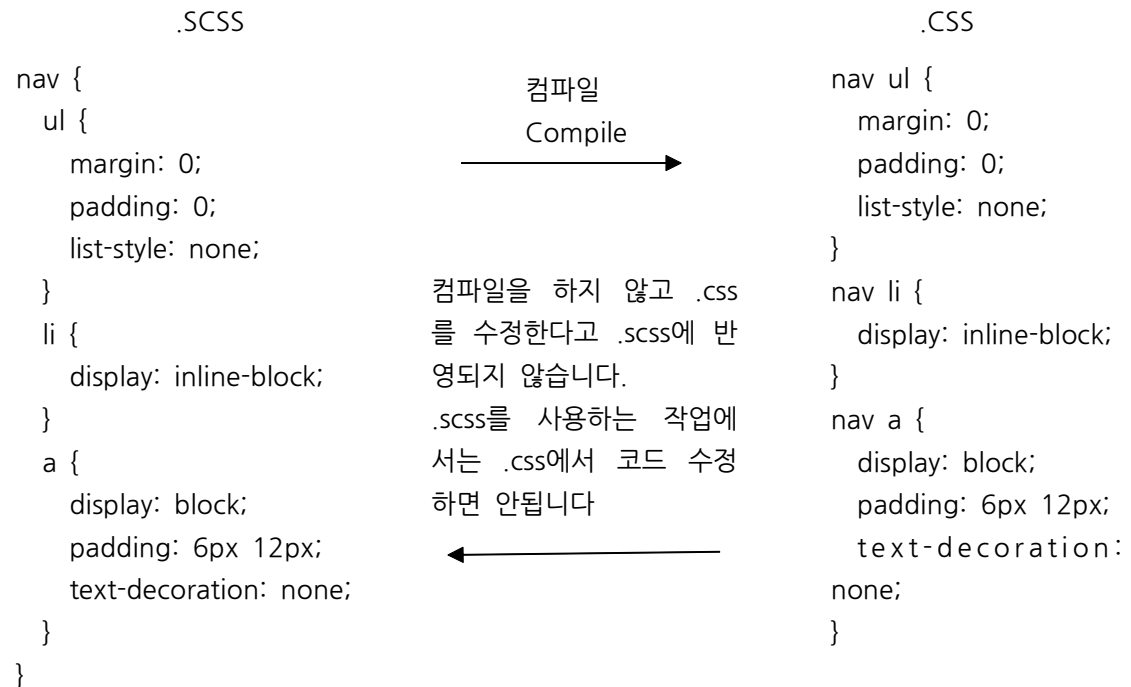 .SCSS
nav {
ul {
margin: 0;
padding: 0;
list-style: none;
}
li {
display: inline-block;
}
a {
display: block;
padding: 6px 12px;
text-decoration: none;
}
}
컴파일
Compile
컴파일을 하지 않고 .css
를 수정한다고 .scss에 반
영되지 않습니다.
.scss를 사용하는 작업에
서는 .css에서 코드 수정
하면 안됩니다
.CSS
nav ul {
margin: 0;
padding: 0;
list-style: none;
}
nav li {
display: inline-block;
}
nav a {
display: block;
padding: 6px 12px;
text-decoration:
none;
}